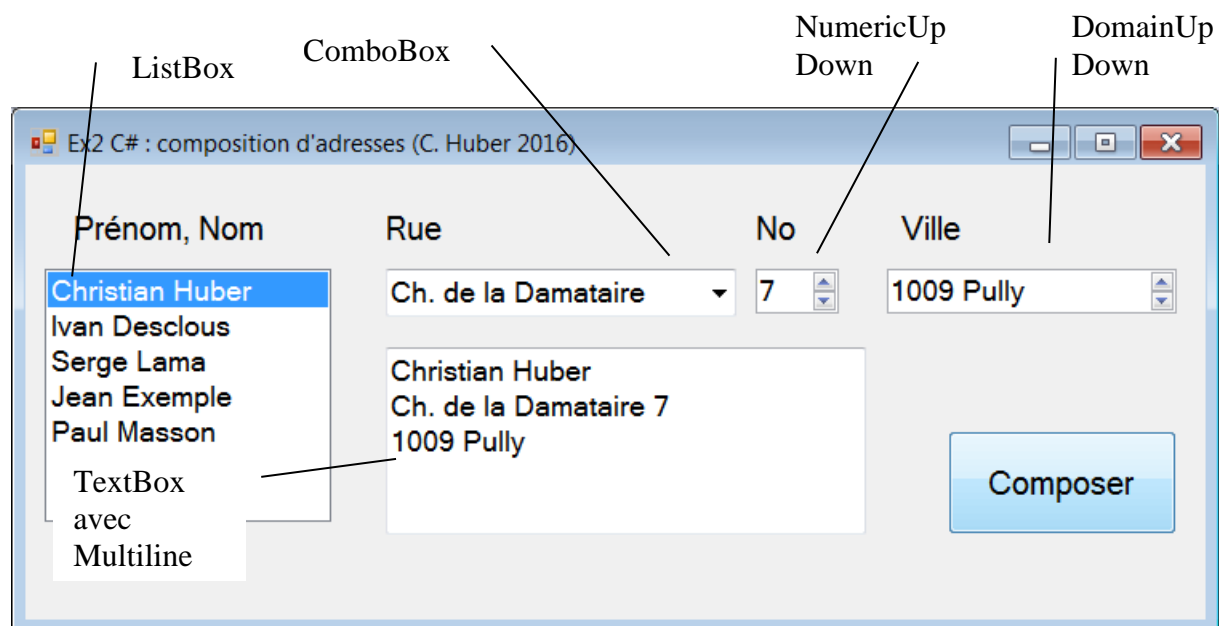 ListBox
ComboBox
NumericUp
Down
DomainUp
Down
Ex2 C# : composition d'adresses (C. Huber 2016)
Prénom, Nom
Rue
No
Ville
Christian Huber
Ivan Desclous
Serge Lama
Jean Exemple
Paul Masson
Ch. de la Damataire
7
1009 Pully
Christian Huber
Ch. de la Damataire 7
1009 Pully
TextBox
avec
Multiline
Composer